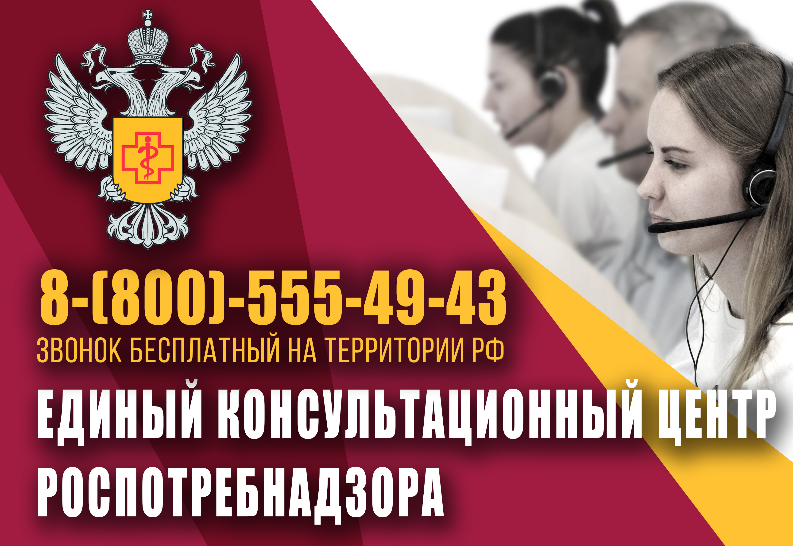 8-(800)-555-49-43
ЗВОНОК БЕСПЛАТНЫЙ НА ТЕРРИТОРИИ РФ
ЕДИНЫЙ КОНСУЛЬТАЦИОННЫЙ ЦЕНТР
РОСПОТРЕБНАДЗОРА